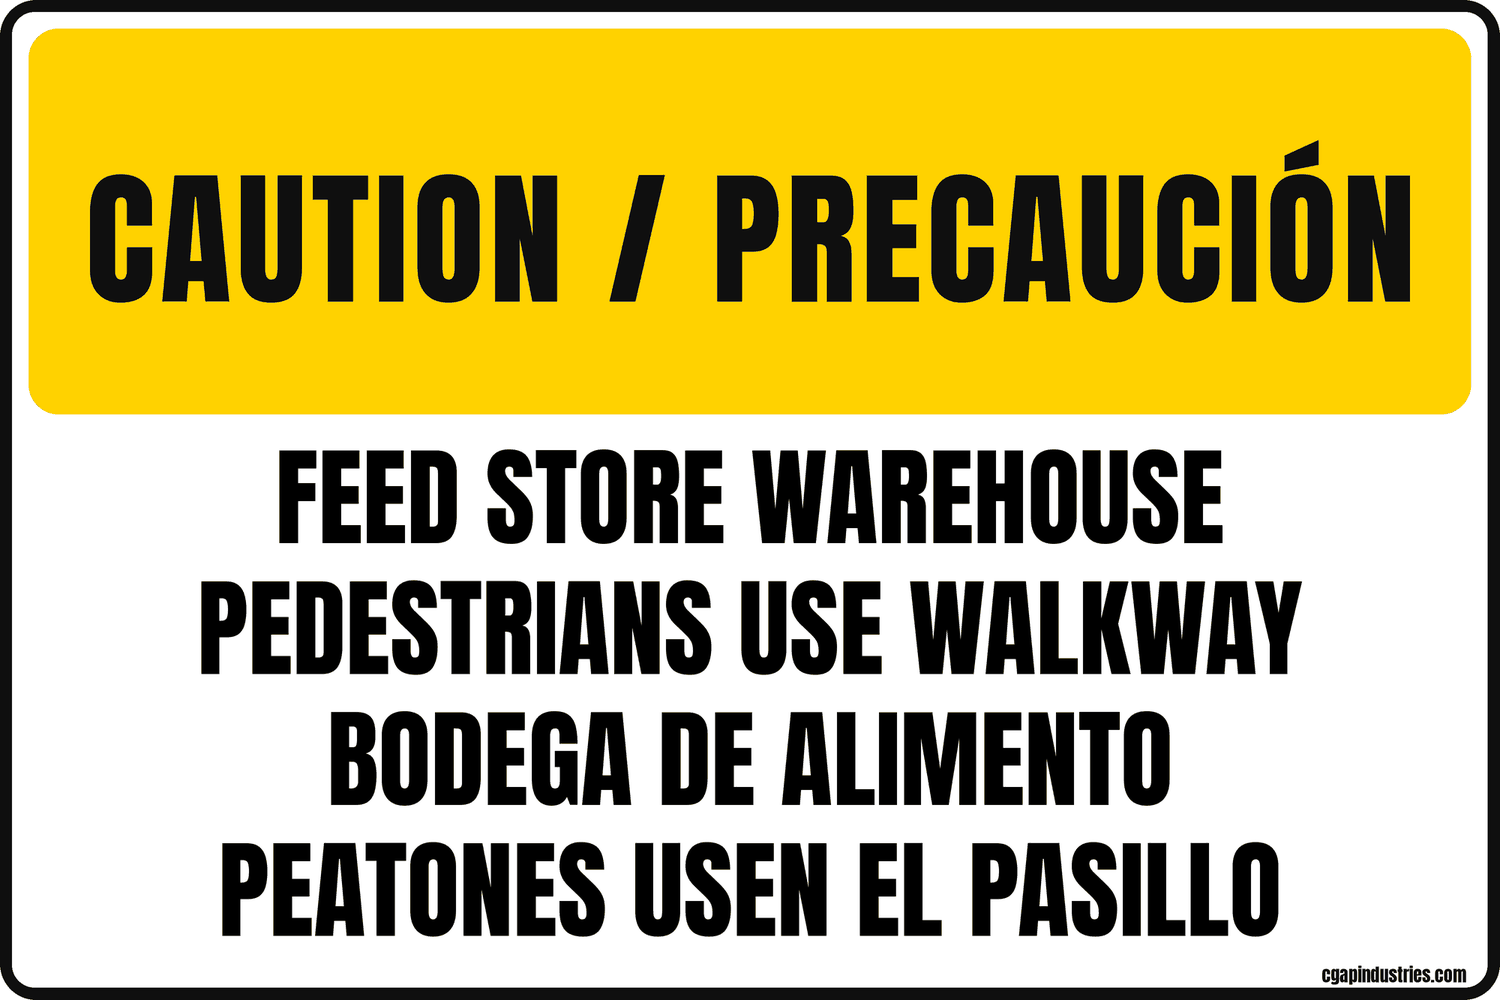 CAUTION / PRECAUCIÓN
FEED STORE WAREHOUSE
PEDESTRIANS USE WALKWAY
BODEGA DE ALIMENTO
PEATONES USEN EL PASILLO
cgapindustries.com